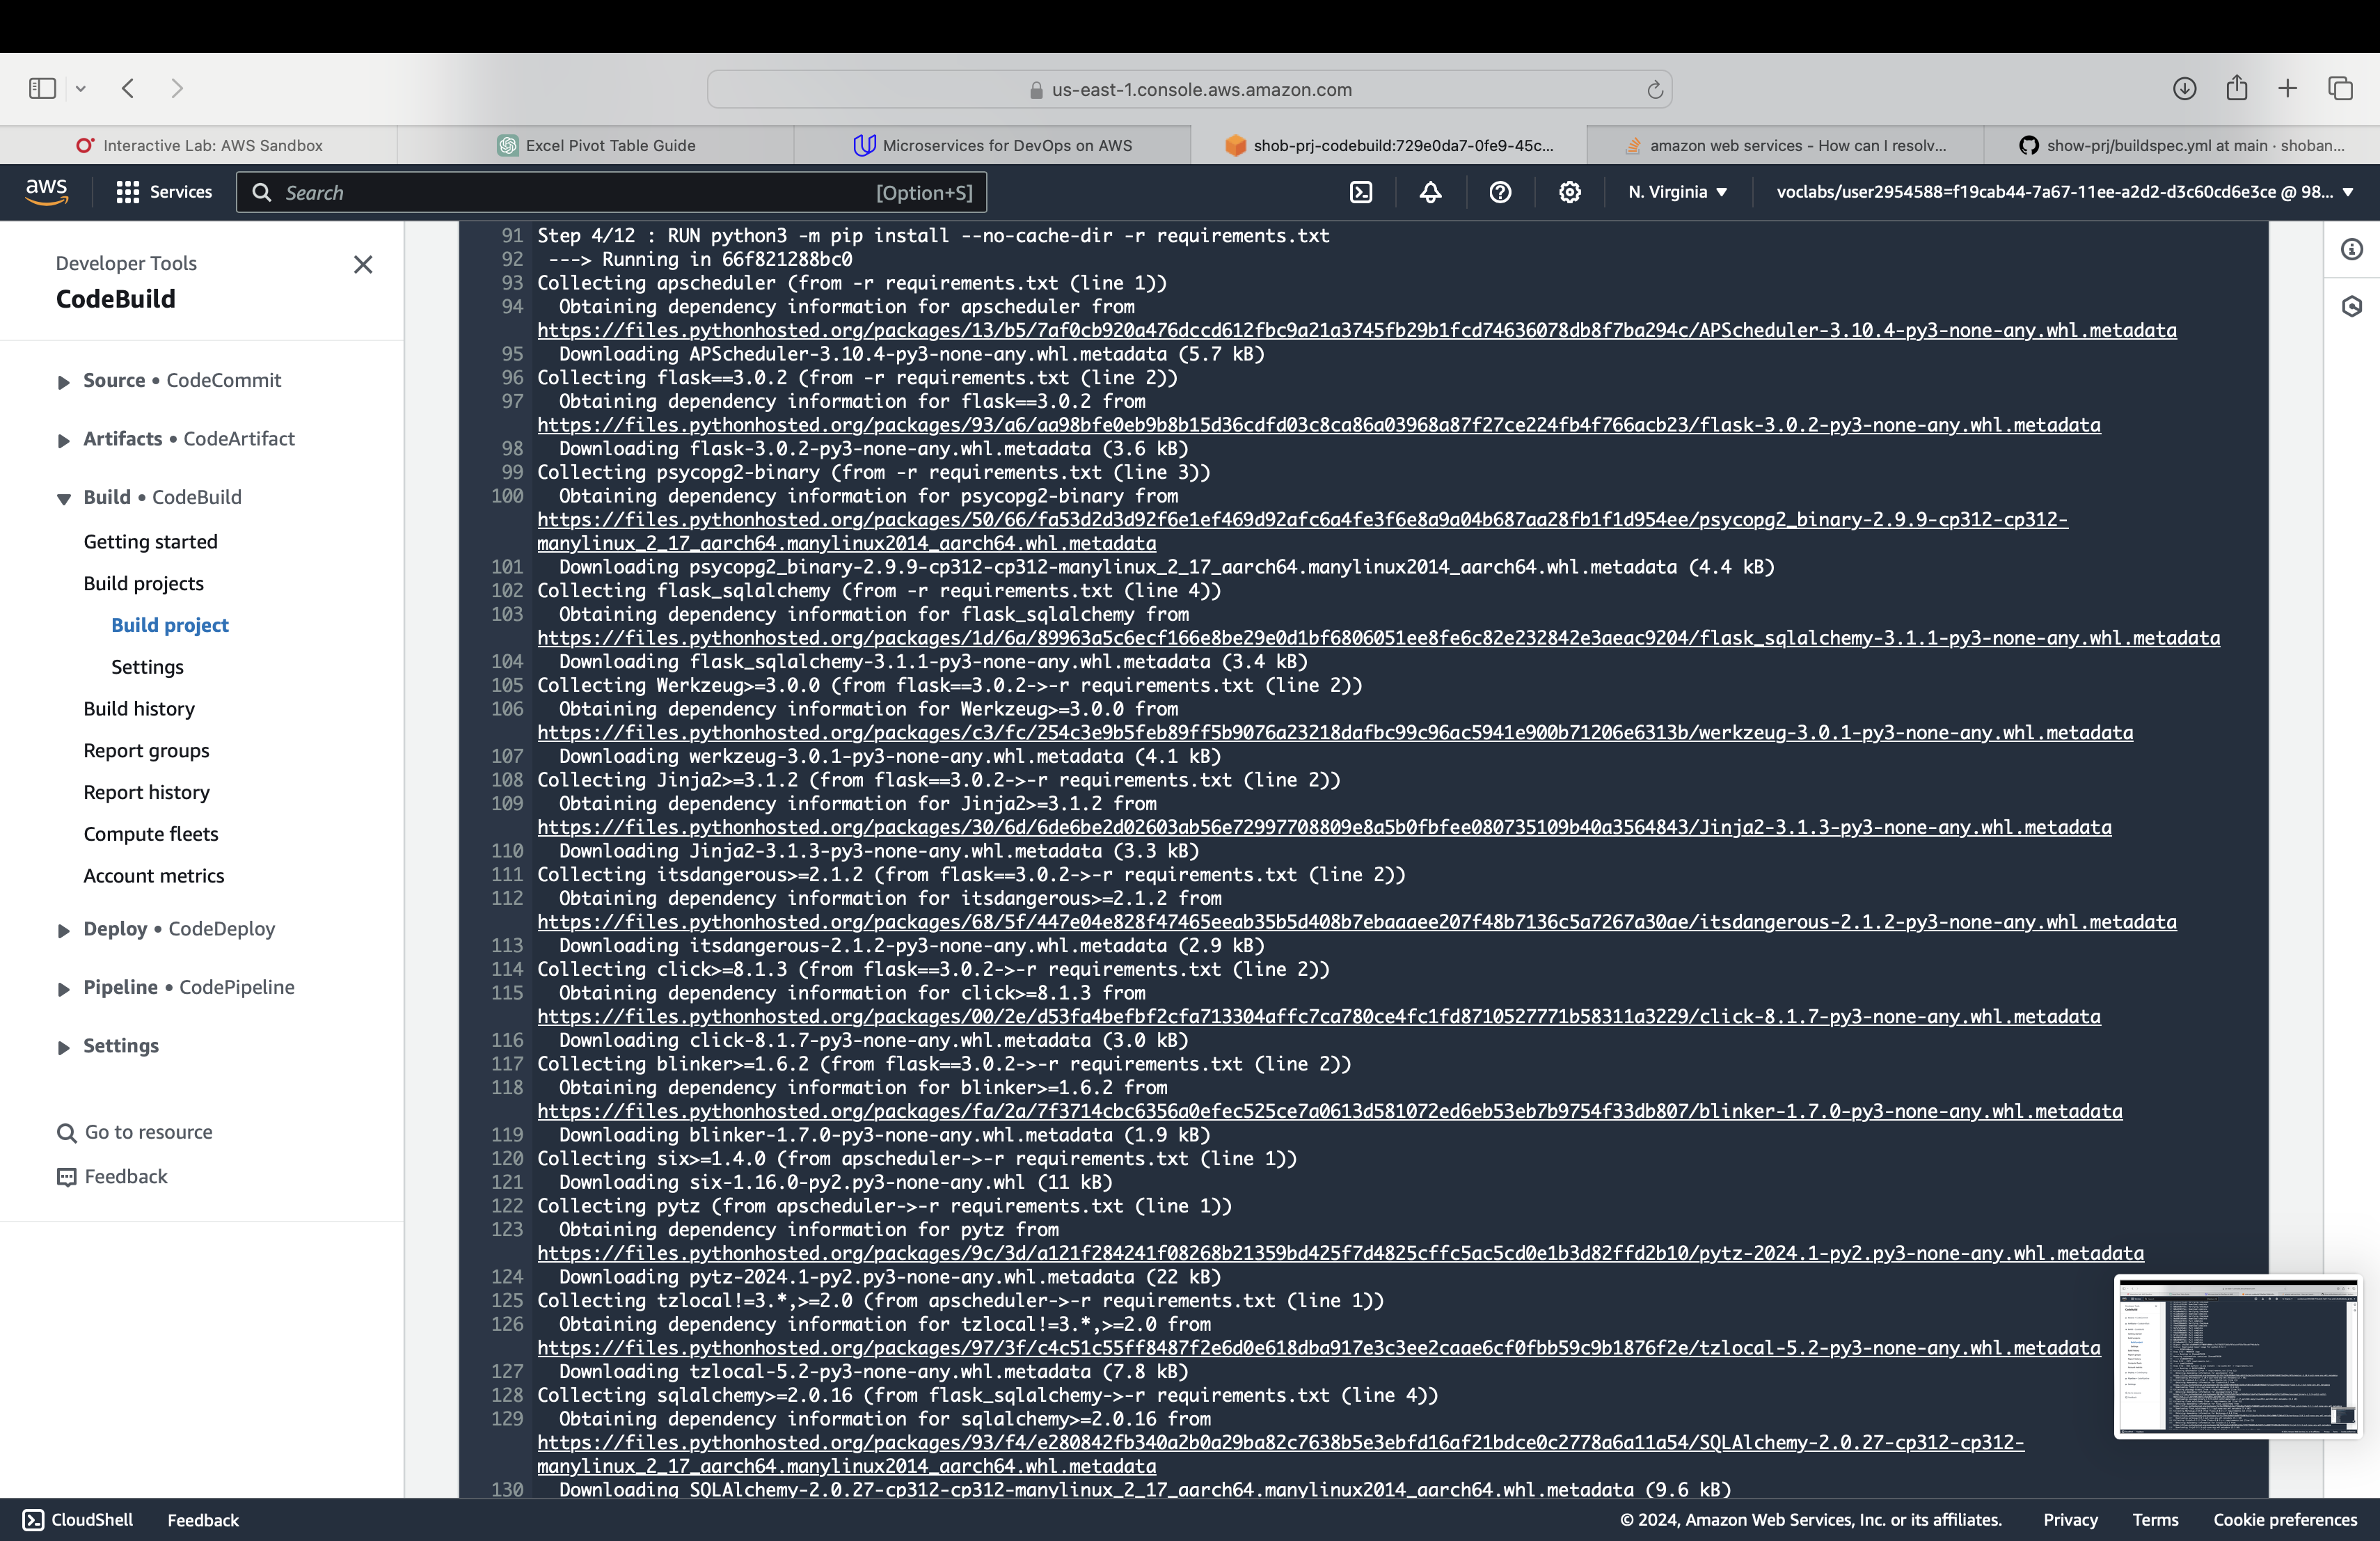 us-east-1.console.aws.amazon.com
Interactive Lab: AWS Sandbox
Excel Pivot Table Guide
Microservices for DevOps on AWS
shob-prj-codebuild:729e0da7-0fe9-45c...
amazon web services - How can I resolv...
show-prj/buildspec.yml at main · shoban...
aws
Services
Search
[Option+S]
N. Virginia
voclabs/user2954588=f19cab44-7a67-11ee-a2d2-d3c60cd6e3ce @ 98...
Developer Tools
CodeBuild
Source • CodeCommit
Artifacts • CodeArtifact
Build • CodeBuild
Getting started
Build projects
Build project
Settings
Build history
Report groups
Report history
Compute fleets
Account metrics
Deploy • CodeDeploy
Pipeline • CodePipeline
Settings
Go to resource
Feedback
91 Step 4/12 : RUN python3 -m pip install --no-cache-dir -r requirements.txt
92 ---> Running in 66f821288bc0
93 Collecting apscheduler (from -r requirements.txt (line 1))
94 Obtaining dependency information for apscheduler from
https://files.pythonhosted.org/packages/13/b5/7af0cb920a476dccd612fbc9a21a3745fb29b1fcd74636078db8f7ba294c/APScheduler-3.10.4-py3-none-any.whl.metadata
95 Downloading APScheduler-3.10.4-py3-none-any.whl.metadata (5.7 kB)
96 Collecting flask==3.0.2 (from -r requirements.txt (line 2))
97 Obtaining dependency information for flask==3.0.2 from
https://files.pythonhosted.org/packages/93/a6/aa98bfe0eb9b8b15d36cdfd03c8ca86a03968a87f27ce224fb4f766acb23/flask-3.0.2-py3-none-any.whl.metadata
98 Downloading flask-3.0.2-py3-none-any.whl.metadata (3.6 kB)
99 Collecting psycopg2-binary (from -r requirements.txt (line 3))
100 Obtaining dependency information for psycopg2-binary from
https://files.pythonhosted.org/packages/50/66/fa53d2d3d92f6e1ef469d92afc6a4fe3f6e8a9a04b687aa28fb1f1d954ee/psycopg2_binary-2.9.9-cp312-cp312-
manylinux_2_17_aarch64.manylinux2014_aarch64.whl.metadata
101 Downloading psycopg2_binary-2.9.9-cp312-cp312-manylinux_2_17_aarch64.manylinux2014_aarch64.whl.metadata (4.4 kB)
102 Collecting flask_sqlalchemy (from -r requirements.txt (line 4))
103 Obtaining dependency information for flask_sqlalchemy from
https://files.pythonhosted.org/packages/1d/6a/89963a5c6ecf166e8be29e0d1bf6806051ee8fe6c82e232842e3aeac9204/flask_sqlalchemy-3.1.1-py3-none-any.whl.metadata
104 Downloading flask_sqlalchemy-3.1.1-py3-none-any.whl.metadata (3.4 kB)
105 Collecting Werkzeug>=3.0.0 (from flask==3.0.2->-r requirements.txt (line 2))
106 Obtaining dependency information for Werkzeug>=3.0.0 from
https://files.pythonhosted.org/packages/c3/fc/254c3e9b5feb89ff5b9076a23218dafbc99c96ac5941e900b71206e6313b/werkzeug-3.0.1-py3-none-any.whl.metadata
107 Downloading werkzeug-3.0.1-py3-none-any.whl.metadata (4.1 kB)
108 Collecting Jinja2>=3.1.2 (from flask==3.0.2->-r requirements.txt (line 2))
109 Obtaining dependency information for Jinja2>=3.1.2 from
https://files.pythonhosted.org/packages/30/6d/6de6be2d02603ab56e72997708809e8a5b0fbfee080735109b40a3564843/Jinja2-3.1.3-py3-none-any.whl.metadata
110 Downloading Jinja2-3.1.3-py3-none-any.whl.metadata (3.3 kB)
111 Collecting itsdangerous>=2.1.2 (from flask==3.0.2->-r requirements.txt (line 2))
112 Obtaining dependency information for itsdangerous>=2.1.2 from
https://files.pythonhosted.org/packages/68/5f/447e04e828f47465eeab35b5d408b7ebaaaee207f48b7136c5a7267a30ae/itsdangerous-2.1.2-py3-none-any.whl.metadata
113 Downloading itsdangerous-2.1.2-py3-none-any.whl.metadata (2.9 kB)
114 Collecting click>=8.1.3 (from flask==3.0.2->-r requirements.txt (line 2))
115 Obtaining dependency information for click>=8.1.3 from
https://files.pythonhosted.org/packages/00/2e/d53fa4befbf2cfa713304affc7ca780ce4fc1fd8710527771b58311a3229/click-8.1.7-py3-none-any.whl.metadata
116 Downloading click-8.1.7-py3-none-any.whl.metadata (3.0 kB)
117 Collecting blinker>=1.6.2 (from flask==3.0.2->-r requirements.txt (line 2))
118 Obtaining dependency information for blinker>=1.6.2 from
https://files.pythonhosted.org/packages/fa/2a/7f3714cbc6356a0efec525ce7a0613d581072ed6eb53eb7b9754f33db807/blinker-1.7.0-py3-none-any.whl.metadata
119 Downloading blinker-1.7.0-py3-none-any.whl.metadata (1.9 kB)
120 Collecting six>=1.4.0 (from apscheduler->-r requirements.txt (line 1))
121 Downloading six-1.16.0-py2.py3-none-any.whl (11 kB)
122 Collecting pytz (from apscheduler->-r requirements.txt (line 1))
123 Obtaining dependency information for pytz from
https://files.pythonhosted.org/packages/9c/3d/a121f284241f08268b21359bd425f7d4825cffc5ac5cd0e1b3d82ffd2b10/pytz-2024.1-py2.py3-none-any.whl.metadata
124 Downloading pytz-2024.1-py2.py3-none-any.whl.metadata (22 kB)
125 Collecting tzlocal!=3.*,>=2.0 (from apscheduler->-r requirements.txt (line 1))
126 Obtaining dependency information for tzlocal!=3.*,>=2.0 from
https://files.pythonhosted.org/packages/97/3f/c4c51c55ff8487f2e6d0e618dba917e3c3ee2caae6cf0fbb59c9b1876f2e/tzlocal-5.2-py3-none-any.whl.metadata
127 Downloading tzlocal-5.2-py3-none-any.whl.metadata (7.8 kB)
128 Collecting sqlalchemy>=2.0.16 (from flask_sqlalchemy->-r requirements.txt (line 4))
129 Obtaining dependency information for sqlalchemy>=2.0.16 from
https://files.pythonhosted.org/packages/93/f4/e280842fb340a2b0a29ba82c7638b5e3ebfd16af21bdce0c2778a6a11a54/SQLAlchemy-2.0.27-cp312-cp312-
manylinux_2_17_aarch64.manylinux2014_aarch64.whl.metadata
130 Downloading SQLAlchemy-2.0.27-cp312-cp312-manylinux_2_17_aarch64.manylinux2014_aarch64.whl.metadata (9.6 kB)
CloudShell
Feedback
© 2024, Amazon Web Services, Inc. or its affiliates.
Privacy
Terms
Cookie preferences